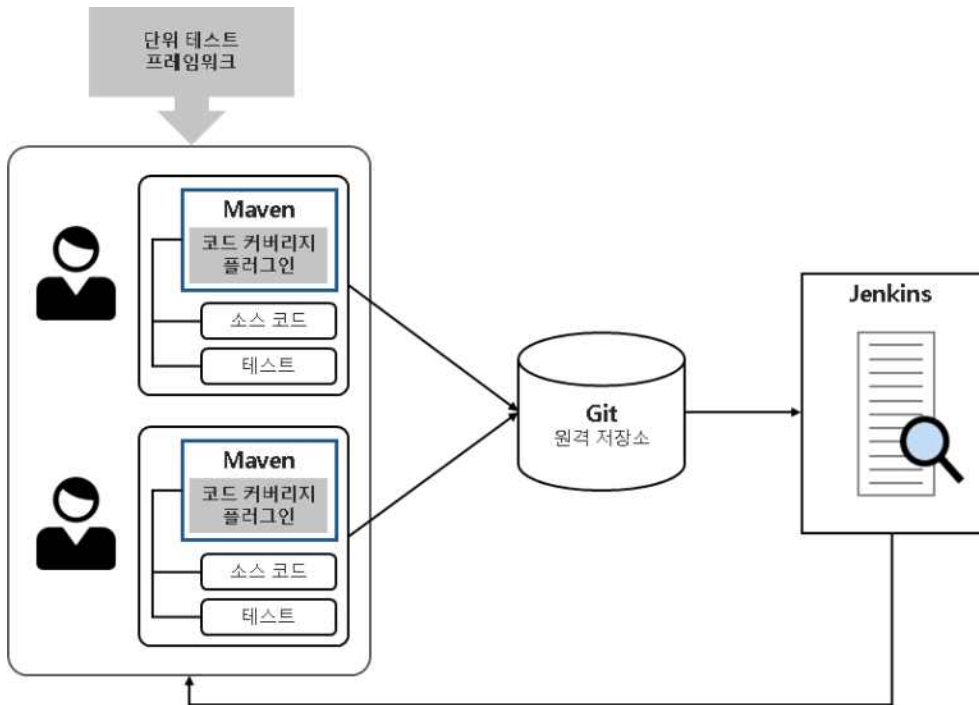 단위 테스트
프레임워크
Maven
코드 커버리지
플러그인
소스 코드
테스트
Maven
코드 커버리지
플러그인
소스 코드
테스트
Git
원격 저장소
Jenkins